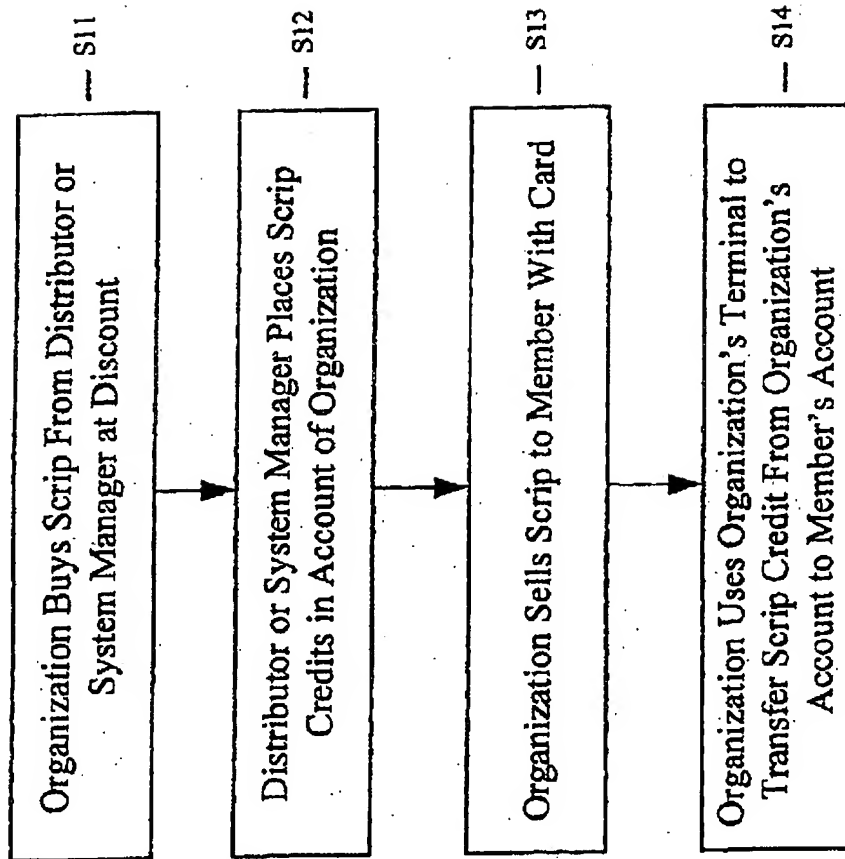 Organization Buys Scrip From Distributor or
System Manager at Discount
— S11
Distributor or System Manager Places Scrip
Credits in Account of Organization
— S12
Organization Sells Scrip to Member With Card
— S13
Organization Uses Organization's Terminal to
Transfer Scrip Credit From Organization's
Account to Member's Account
— S14